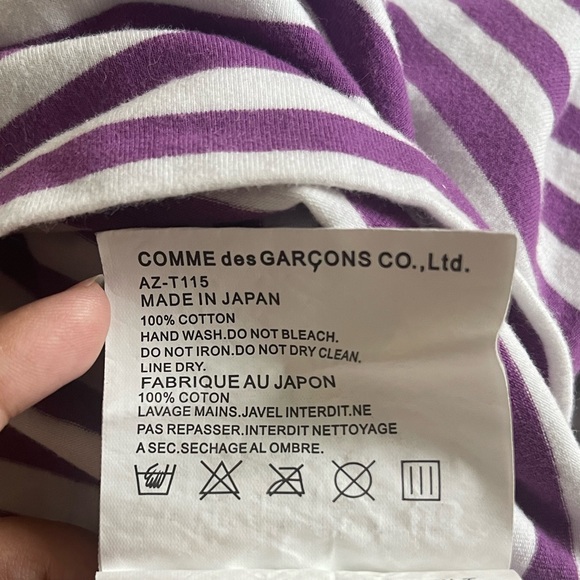 COMME des GARÇONS CO.,Ltd.
AZ-T115
MADE IN JAPAN
100% COTTON
HAND WASH.DO NOT BLEACH.
DO NOT IRON.DO NOT DRY CLEAN.
LINE DRY.
FABRIQUE AU JAPON
100% COTON
LAVAGE MAINS.JAVEL INTERDIT.NE
PAS REPASSER.INTERDIT NETTOYAGE
A SEC.SECHAGE AL OMBRE.